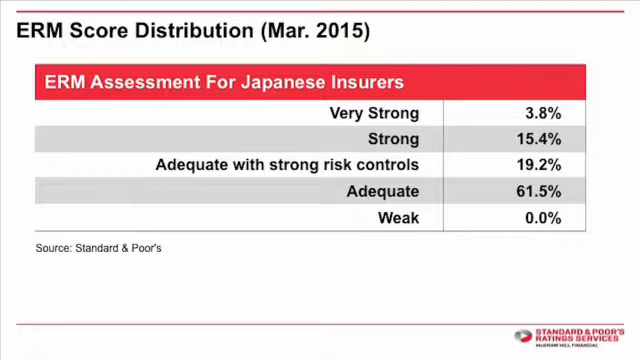 ERM Score Distribution (Mar. 2015)
ERM Assessment For Japanese Insurers
Very Strong 3.8%
Strong 15.4%
Adequate with strong risk controls 19.2%
Adequate 61.5%
Weak 0.0%
Source: Standard & Poor's
STANDARD & POOR'S
RATINGS SERVICES
McGRAW HILL FINANCIAL